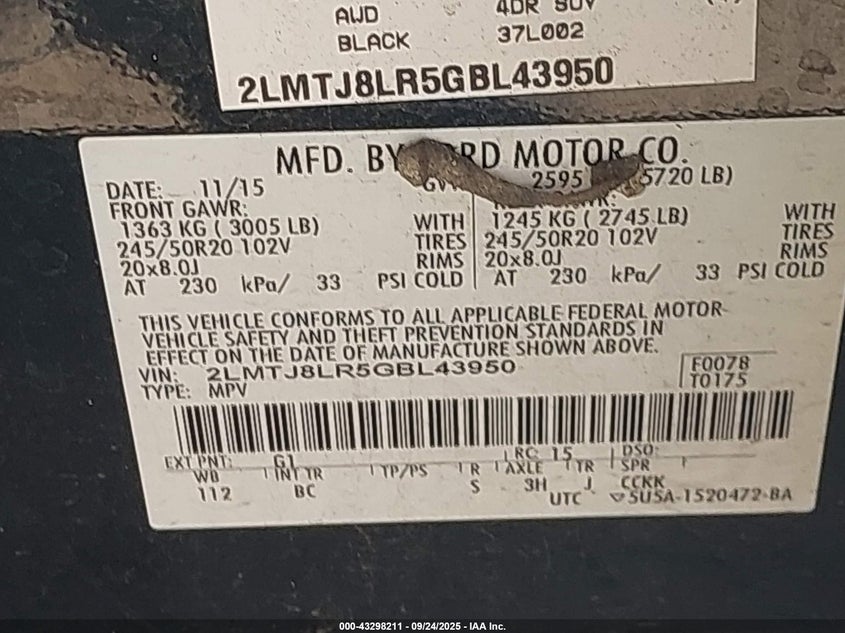 AWD 4DR SUV
BLACK 37L002
2LMTJ8LR5GBL43950
MFD. BY MOTOR CO.
DATE: 11/15 2595 5720 LB)
FRONT GAWR:
1363 KG ( 3005 LB) WITH 1245 KG ( 2745 LB) WITH
245/50R20 102V TIRES 245/50R20 102V TIRES
20x8.0J RIMS 20x8.0J RIMS
AT 230 kPa/ 33 PSI COLD AT 230 kPa/ 33 PSI COLD
THIS VEHICLE CONFORMS TO ALL APPLICABLE FEDERAL MOTOR
VEHICLE SAFETY AND THEFT PREVENTION STANDARDS IN
EFFECT ON THE DATE OF MANUFACTURE SHOWN ABOVE.
VIN: 2LMTJ8LR5GBL43950 F0078
TYPE: MPV T0175
EXT PNT: G1 RC: 15 DSO:
WB INT TR TP/PS R AXLE TR SPR
112 BC S 3H J CCKK
UTC 5U5A-1520472-BA
000-43298211 - 09/24/2025 - IAA Inc.